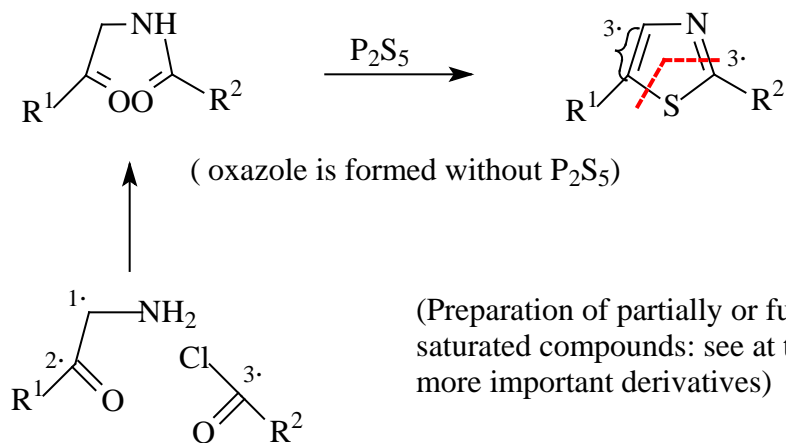 NH
P₂S₅
3·
N
3·
R¹
OO
R²
R¹
S
R²
( oxazole is formed without P₂S₅)
1·
NH₂
2·
Cl
3·
R¹
O
O
R²
(Preparation of partially or fu
saturated compounds: see at t
more important derivatives)